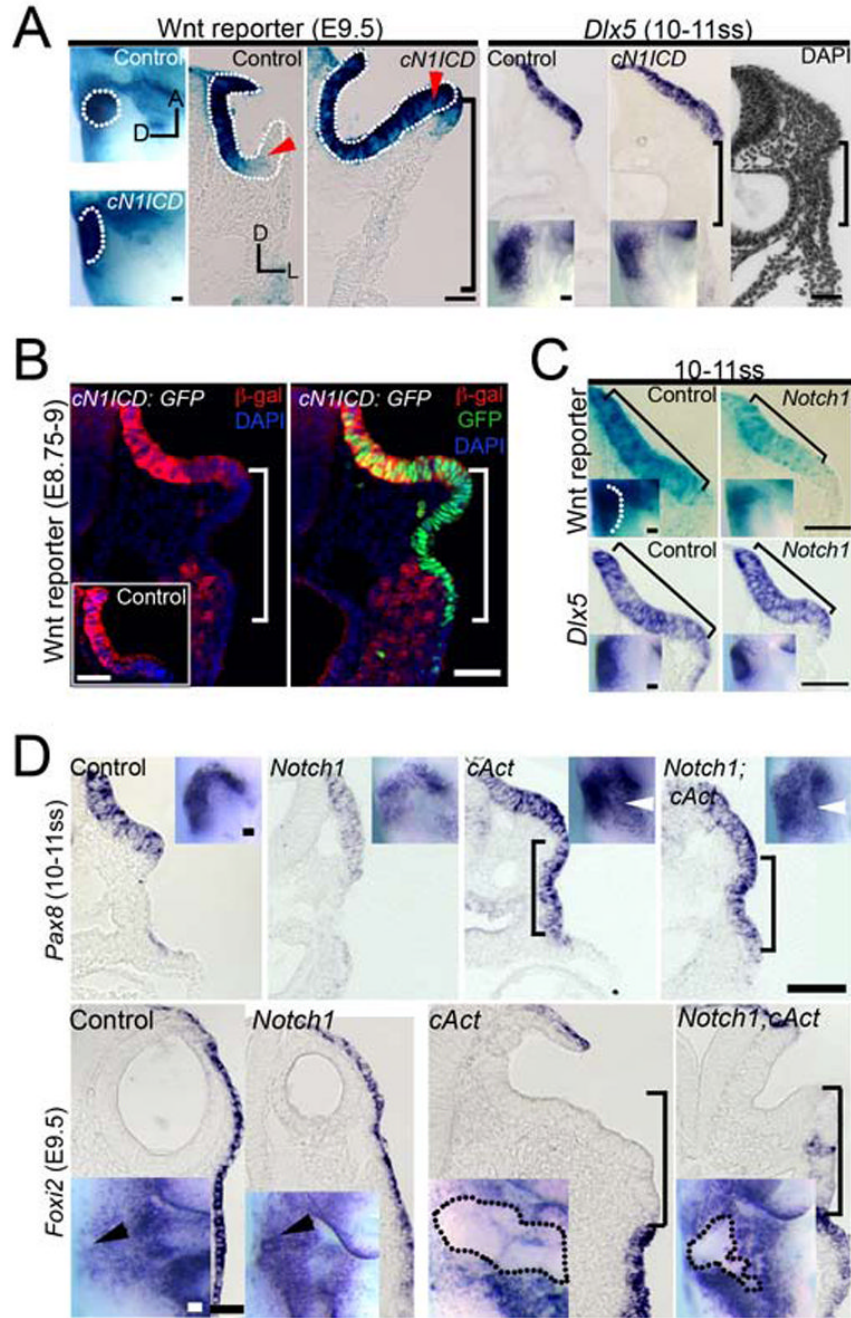 A
Wnt reporter (E9.5)
Dlx5 (10-11ss)
Control
Control
cN1ICD
Control
cN1ICD
DAPI
A
D
cN1ICD
D
L
B
Wnt reporter (E8.75-9)
cN1ICD: GFP
β-gal
DAPI
Control
cN1ICD: GFP
β-gal
GFP
DAPI
C
10-11ss
Wnt reporter
Control
Notch1
Dlx5
Control
Notch1
D
Pax8 (10-11ss)
Control
Notch1
cAct
Notch1;
cAct
Foxi2 (E9.5)
Control
Notch1
cAct
Notch1;cAct